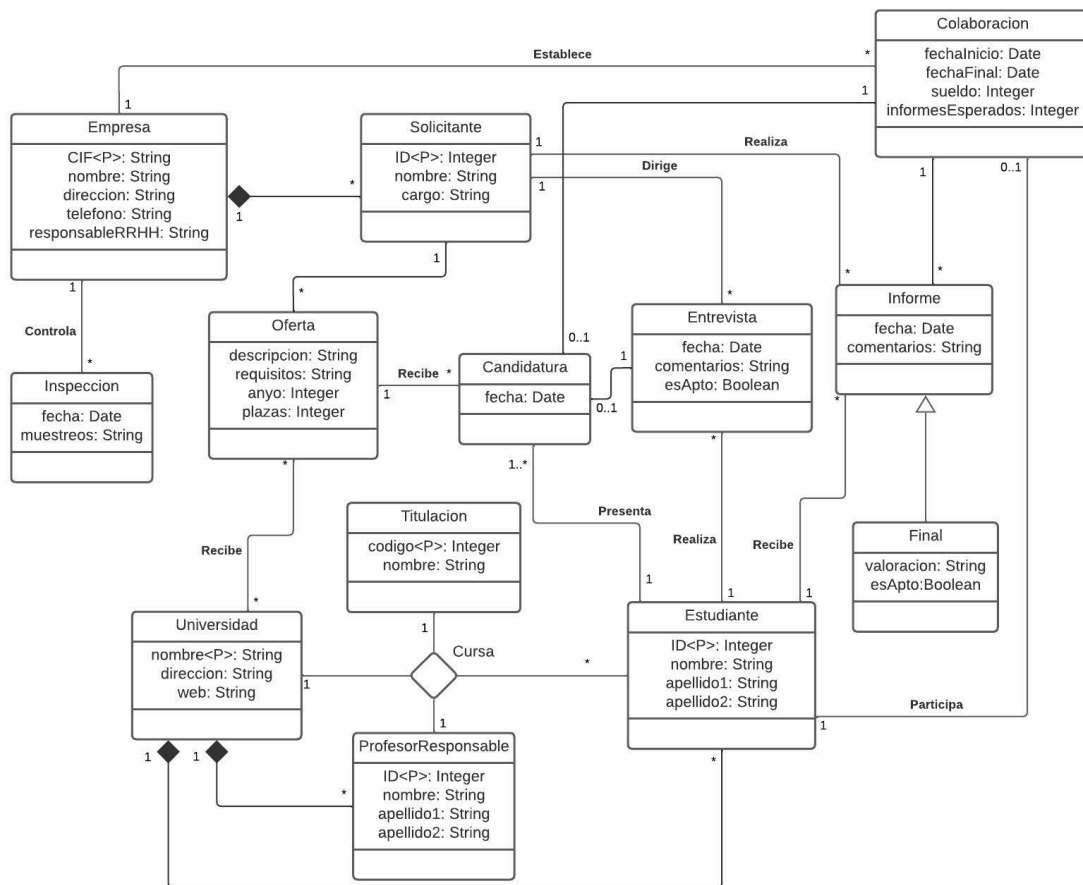 Colaboracion
fechaInicio: Date
fechaFinal: Date
sueldo: Integer
informesEsperados: Integer
Establece
*
1
1
1
0..1
Empresa
CIF<P>: String
nombre: String
direccion: String
telefono: String
responsableRRHH: String
1
*
1
Solicitante
ID<P>: Integer
nombre: String
cargo: String
1
Realiza
Dirige
1
1
*
*
*
*
Controla
*
Inspeccion
fecha: Date
muestreos: String
Oferta
descripcion: String
requisitos: String
anyo: Integer
plazas: Integer
*
1
Recibe
*
0..1
Candidatura
fecha: Date
1..*
1
0..1
Entrevista
fecha: Date
comentarios: String
esApto: Boolean
*
Informe
fecha: Date
comentarios: String
*
Final
valoracion: String
esApto:Boolean
Presenta
1
Realiza
1
Recibe
1
Recibe
*
Titulacion
codigo<P>: Integer
nombre: String
1
Cursa
Universidad
nombre<P>: String
direccion: String
web: String
1
*
1
1
1
Estudiante
ID<P>: Integer
nombre: String
apellido1: String
apellido2: String
Participa
1
*
ProfesorResponsable
ID<P>: Integer
nombre: String
apellido1: String
apellido2: String
*